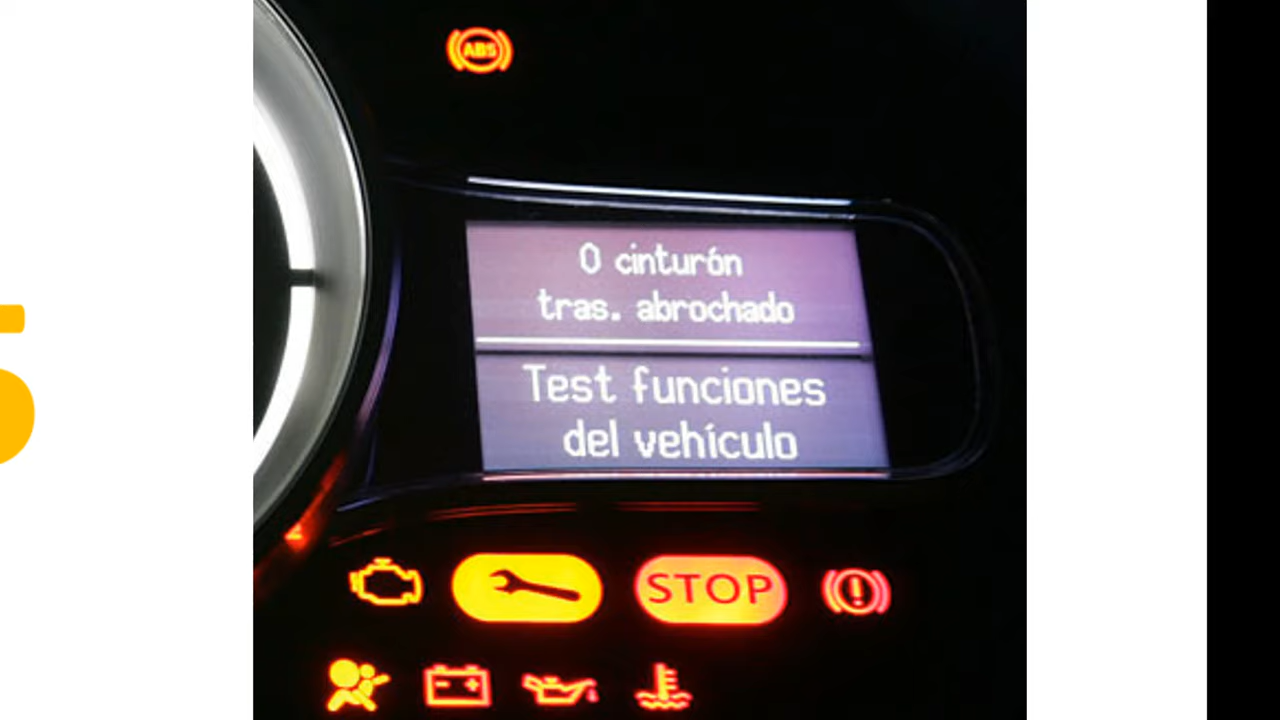 ABS
0 cinturón
tras. abrochado
Test funciones
del vehículo
STOP